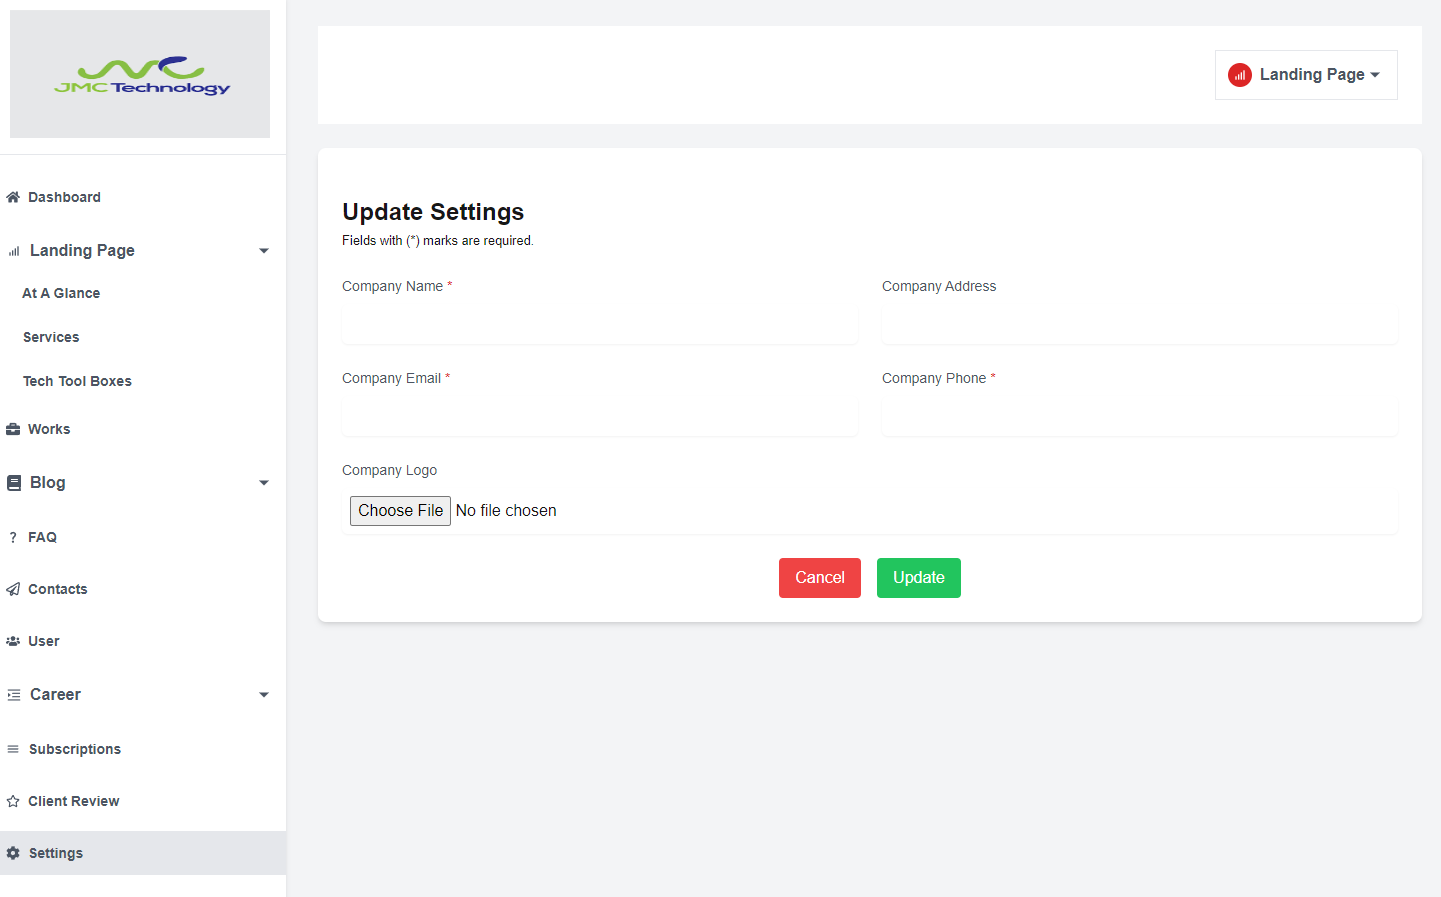 JMC Technology
Landing Page
Dashboard
Landing Page
At A Glance
Services
Tech Tool Boxes
Works
Blog
FAQ
Contacts
User
Career
Subscriptions
Client Review
Settings
Update Settings
Fields with (*) marks are required.
Company Name *
Company Address
Company Email *
Company Phone *
Company Logo
Choose File No file chosen
Cancel
Update